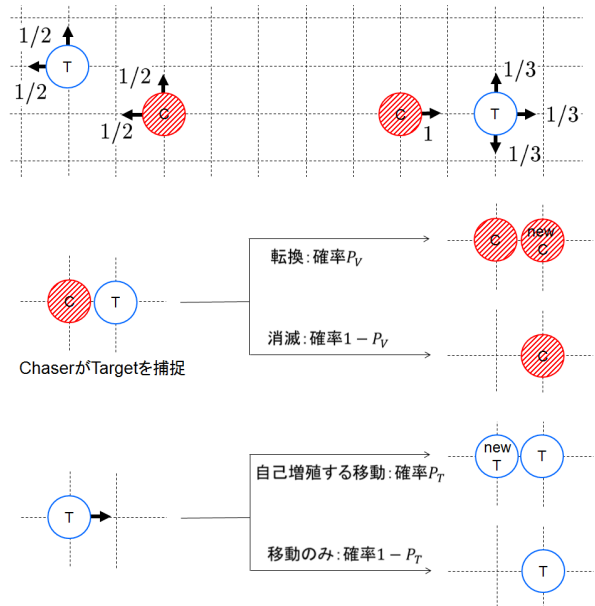 1/2
T
1/2
1/2
C
1/2
C
1
1/3
T
1/3
1/3
C
T
ChaserがTargetを捕捉
転換:確率P_V
C
new
C
消滅:確率1 − P_V
C
T
自己増殖する移動:確率P_T
new
T
T
移動のみ:確率1 − P_T
T